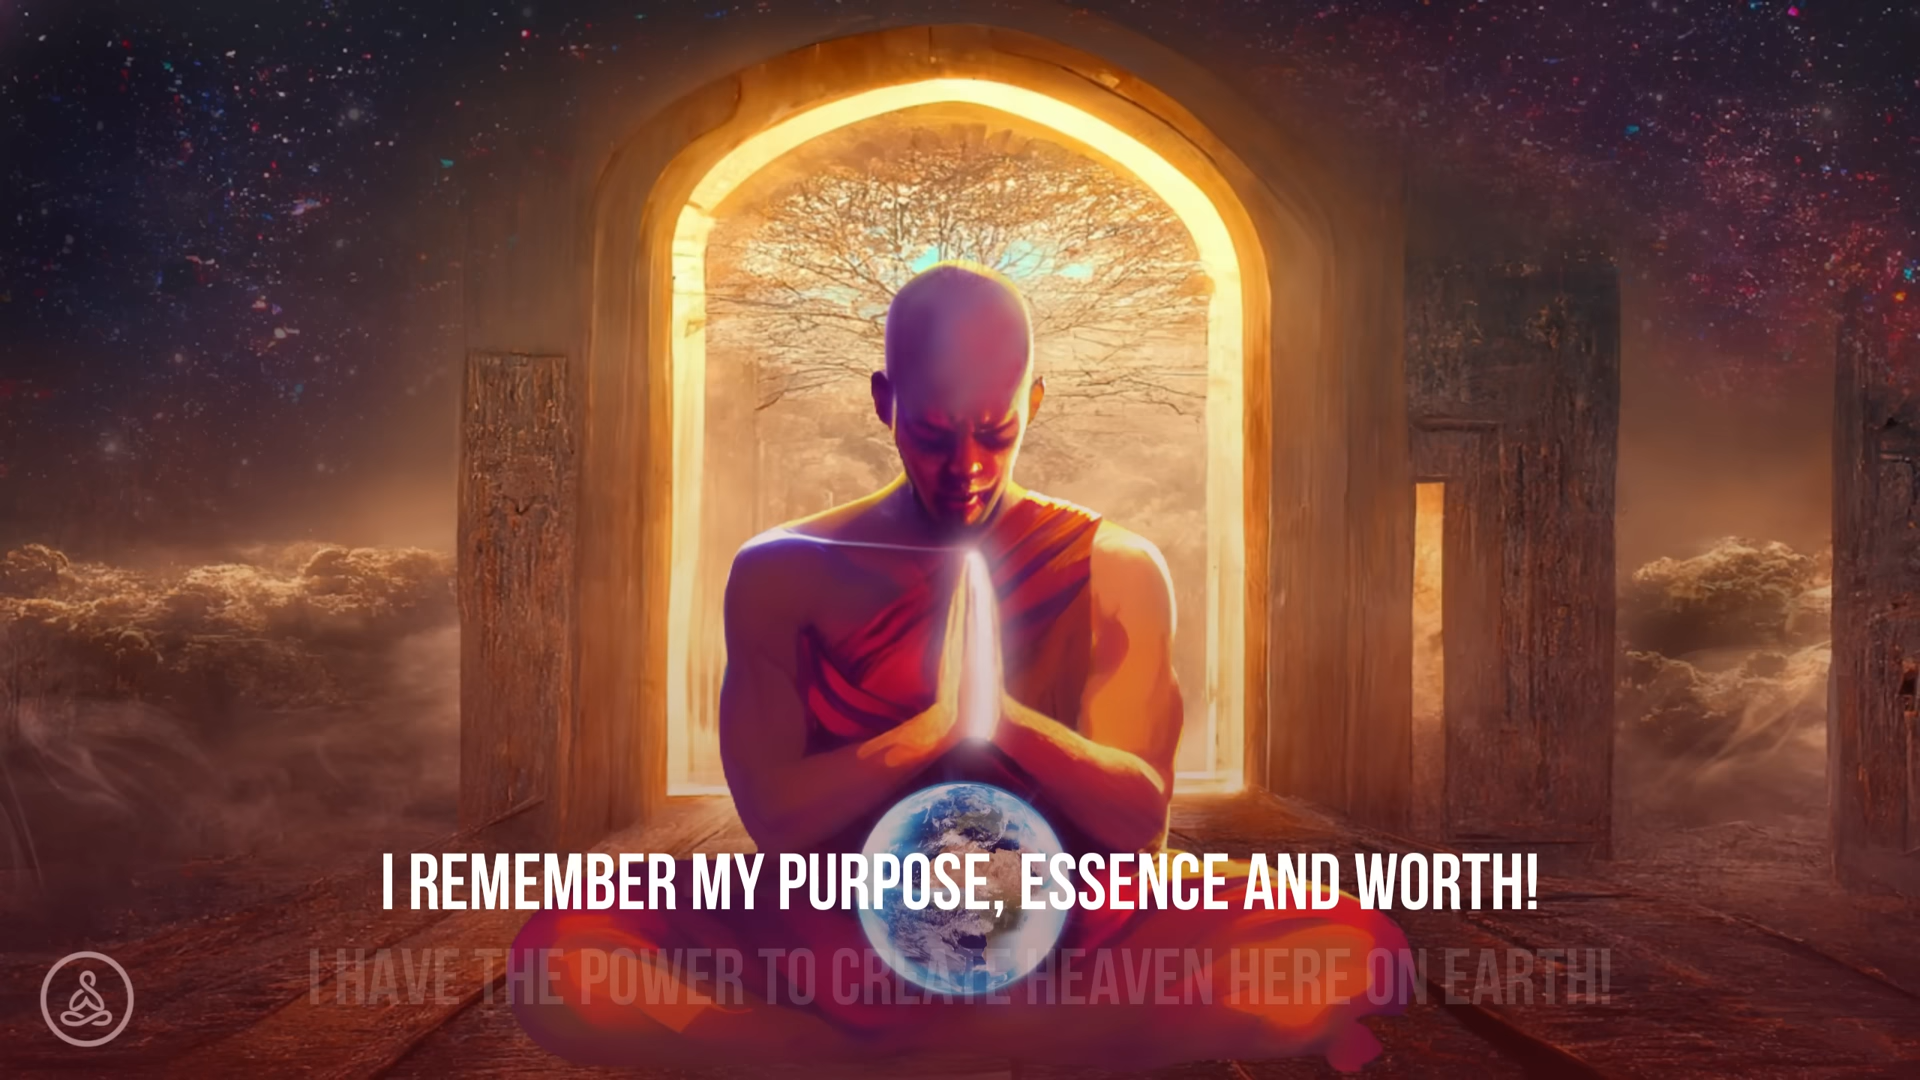 I REMEMBER MY PURPOSE, ESSENCE AND WORTH!
I HAVE THE POWER TO CREATE HEAVEN HERE ON EARTH!